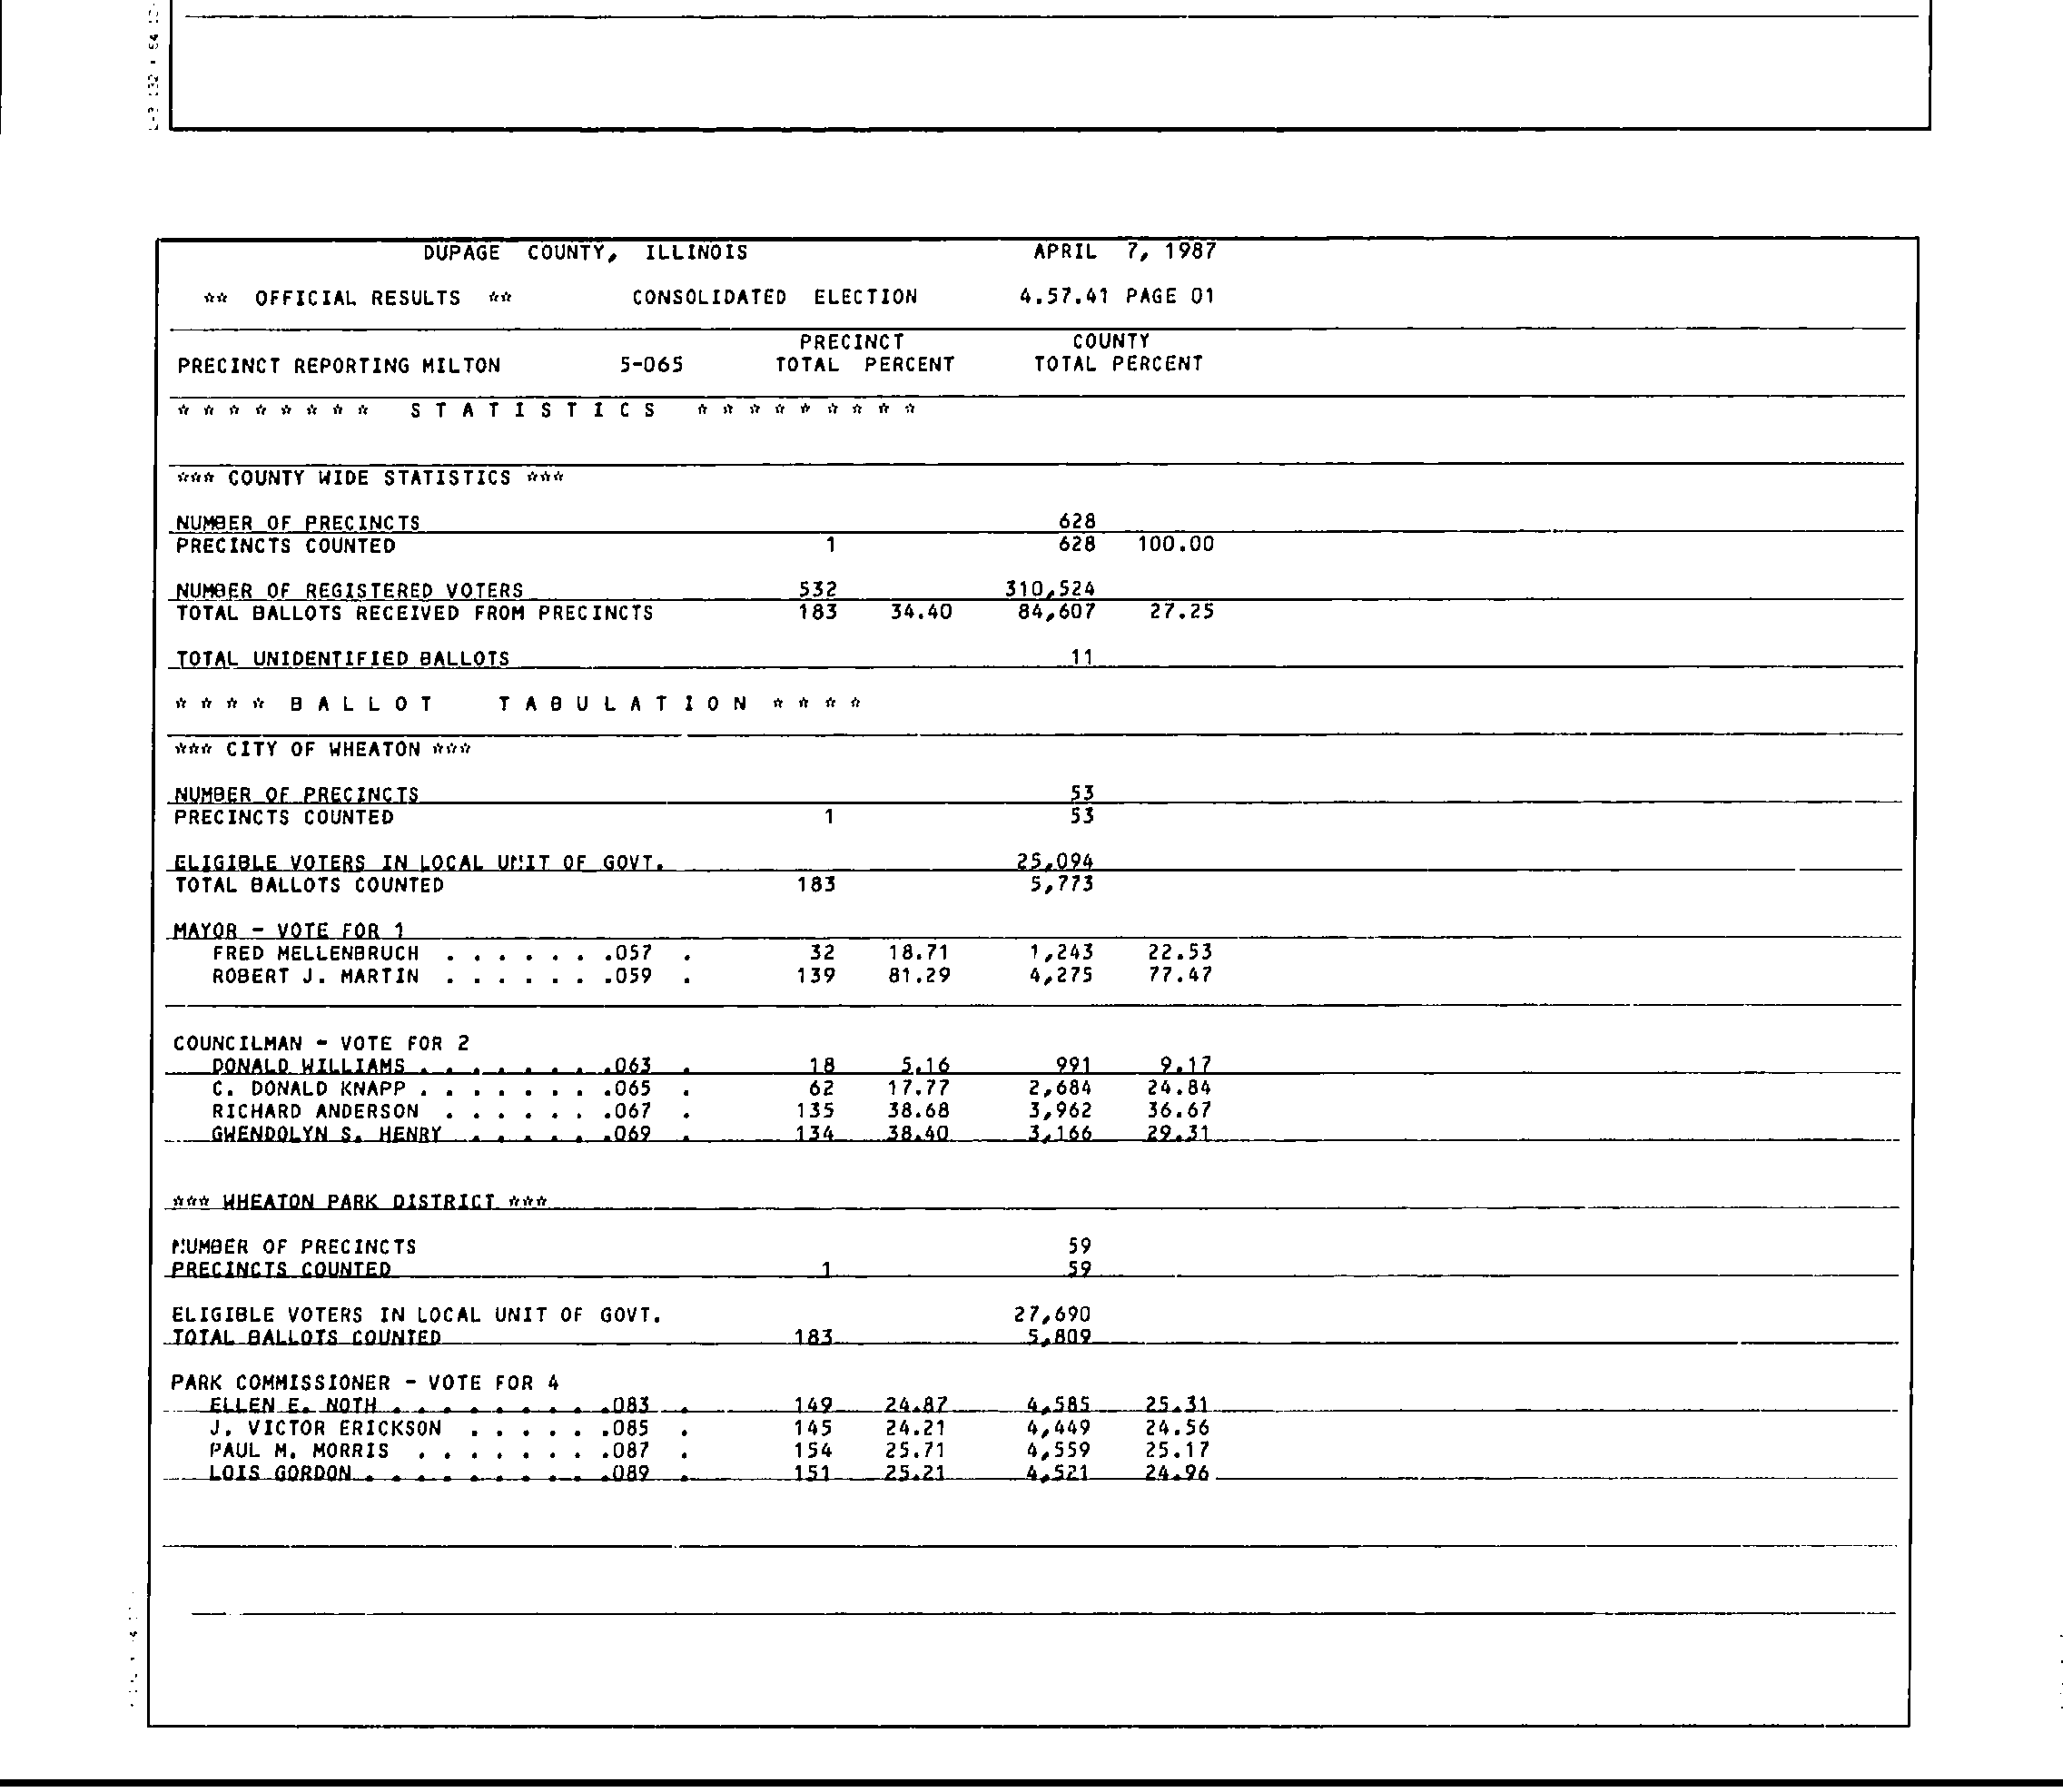 DUPAGE COUNTY, ILLINOIS APRIL 7, 1987
** OFFICIAL RESULTS ** CONSOLIDATED ELECTION 4.57.41 PAGE 01
PRECINCT COUNTY
PRECINCT REPORTING MILTON 5-065 TOTAL PERCENT TOTAL PERCENT
* * * * * * * * S T A T I S T I C S * * * * * * * * *
*** COUNTY WIDE STATISTICS ***
NUMBER OF PRECINCTS 628
PRECINCTS COUNTED 1 628 100.00
NUMBER OF REGISTERED VOTERS 532 310,524
TOTAL BALLOTS RECEIVED FROM PRECINCTS 183 34.40 84,607 27.25
TOTAL UNIDENTIFIED BALLOTS 11
* * * * B A L L O T T A B U L A T I O N * * * *
*** CITY OF WHEATON ***
NUMBER OF PRECINCTS 53
PRECINCTS COUNTED 1 53
ELIGIBLE VOTERS IN LOCAL UNIT OF GOVT. 25,094
TOTAL BALLOTS COUNTED 183 5,773
MAYOR - VOTE FOR 1
FRED MELLENBRUCH . . . . . . .057 . 32 18.71 1,243 22.53
ROBERT J. MARTIN . . . . . . .059 . 139 81.29 4,275 77.47
COUNCILMAN - VOTE FOR 2
DONALD WILLIAMS . . . . . . . .063 . 18 5.16 991 9.17
C. DONALD KNAPP . . . . . . . .065 . 62 17.77 2,684 24.84
RICHARD ANDERSON . . . . . . .067 . 135 38.68 3,962 36.67
GWENDOLYN S. HENRY . . . . . .069 . 134 38.40 3,166 29.31
*** WHEATON PARK DISTRICT ***
NUMBER OF PRECINCTS 59
PRECINCTS COUNTED 1 59
ELIGIBLE VOTERS IN LOCAL UNIT OF GOVT. 27,690
TOTAL BALLOTS COUNTED 183 5,809
PARK COMMISSIONER - VOTE FOR 4
ELLEN E. NOTH . . . . . . . . .083 . 149 24.87 4,585 25.31
J. VICTOR ERICKSON . . . . . .085 . 145 24.21 4,449 24.56
PAUL M. MORRIS . . . . . . . .087 . 154 25.71 4,559 25.17
LOIS GORDON . . . . . . . . . .089 . 151 25.21 4,521 24.96